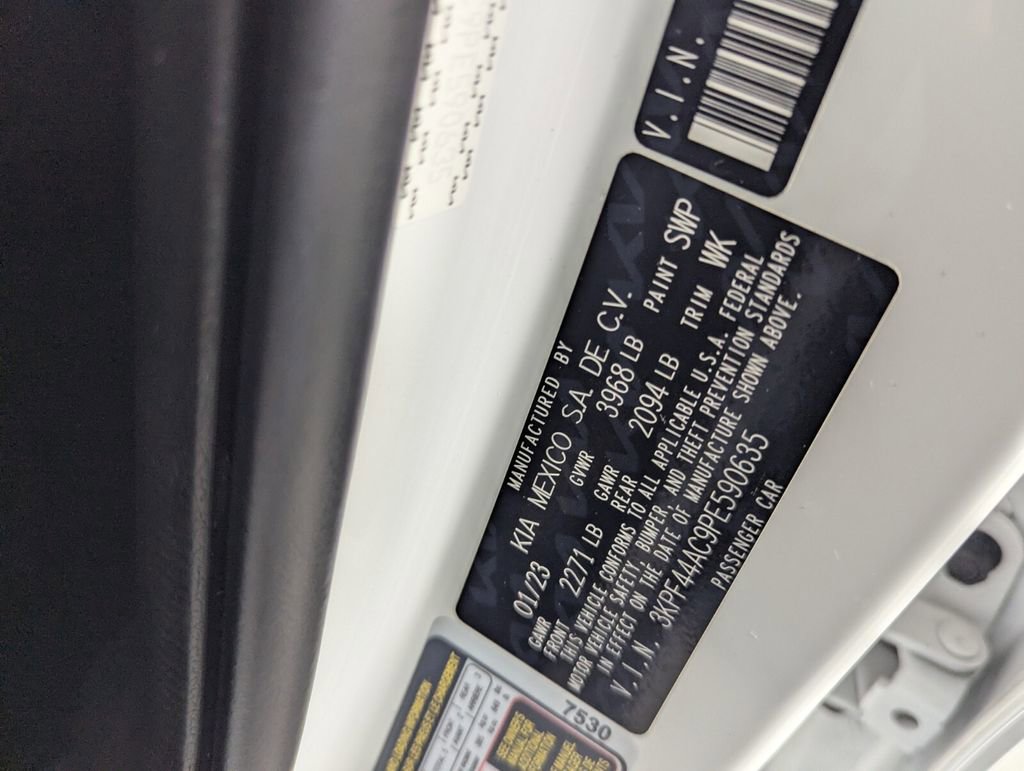 V.I.N.
MANUFACTURED BY
01/23 KIA MEXICO S.A. DE C.V.
GVWR 3968 LB PAINT SWP
GAWR FRONT 2271 LB GAWR REAR 2094 LB TRIM WK
THIS VEHICLE CONFORMS TO ALL APPLICABLE U.S.A. FEDERAL
MOTOR VEHICLE SAFETY, BUMPER, AND THEFT PREVENTION STANDARDS
IN EFFECT ON THE DATE OF MANUFACTURE SHOWN ABOVE.
V.I.N. 3KPF44AC9PE590635
PASSENGER CAR
7530